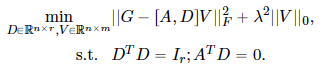 min_{D∈ℝ^{n×r},V∈ℝ^{n×m}} ||G − [A, D]V||_F^2 + λ^2||V||_0,
s.t. D^T D = I_r; A^T D = 0.